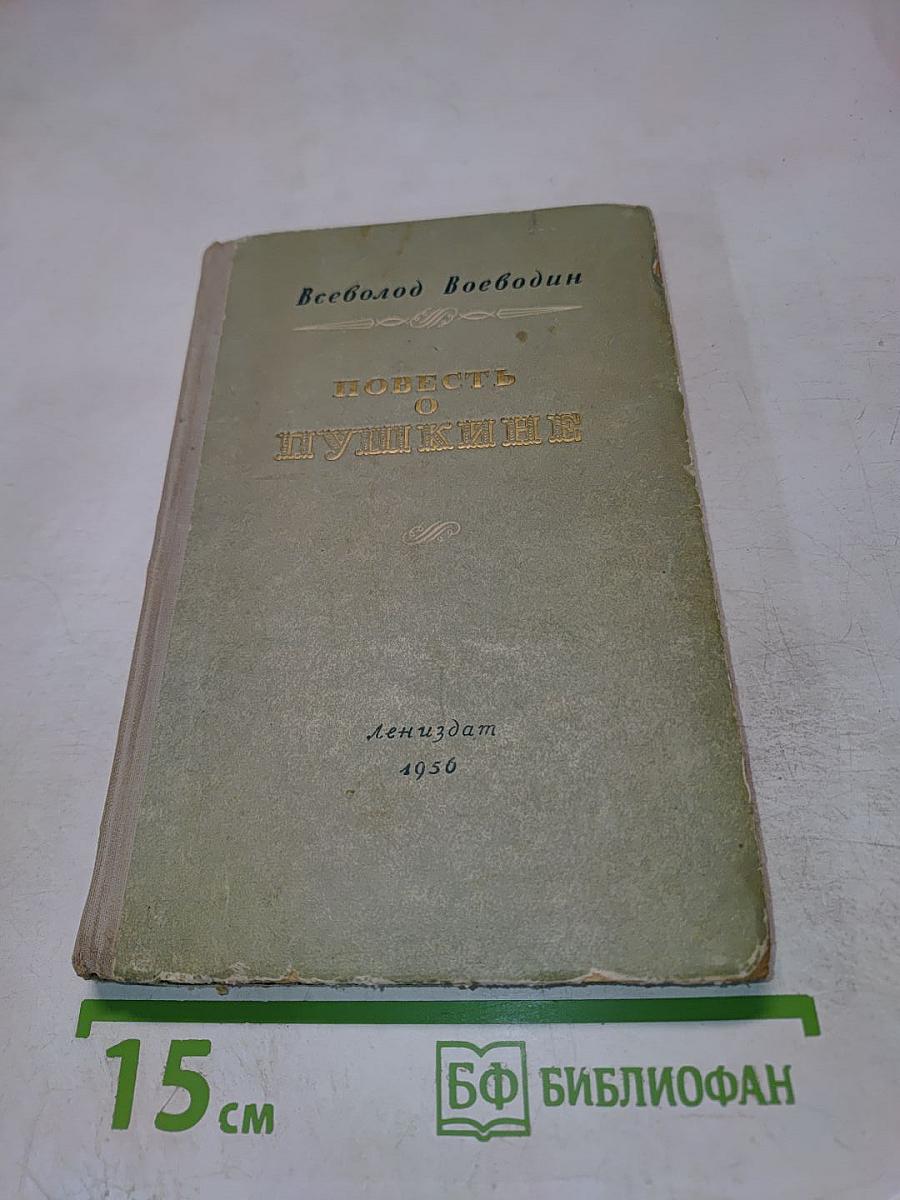 Всеволод Воеводин
ПОВЕСТЬ
О
ПУШКИНЕ
Лениздат
1956
15 см
БФ БИБЛИОФАН